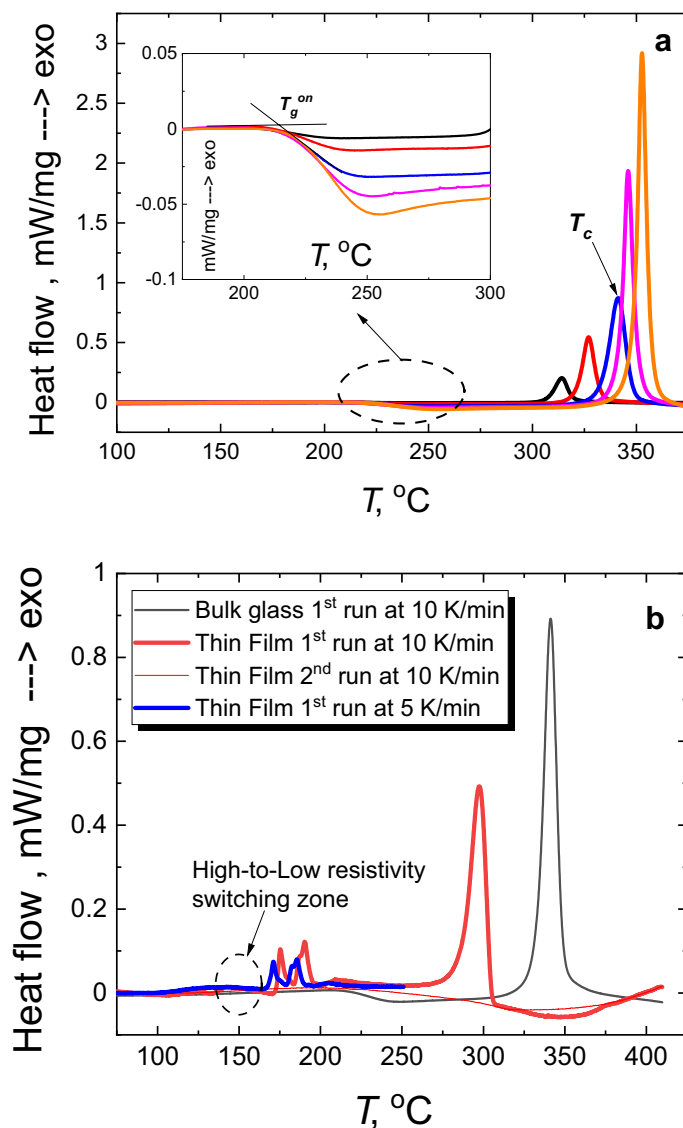 a
Heat flow , mW/mg ---> exo
3
2.5
2
1.5
1
0.5
0
100 150 200 250 300 350
T, °C
0.05
0
-0.05
-0.1
200 250 300
mW/mg ---> exo
T, °C
T_g^on
T_c
b
Heat flow , mW/mg ---> exo
1
0.8
0.6
0.4
0.2
0
100 150 200 250 300 350 400
T, °C
Bulk glass 1st run at 10 K/min
Thin Film 1st run at 10 K/min
Thin Film 2nd run at 10 K/min
Thin Film 1st run at 5 K/min
High-to-Low resistivity
switching zone